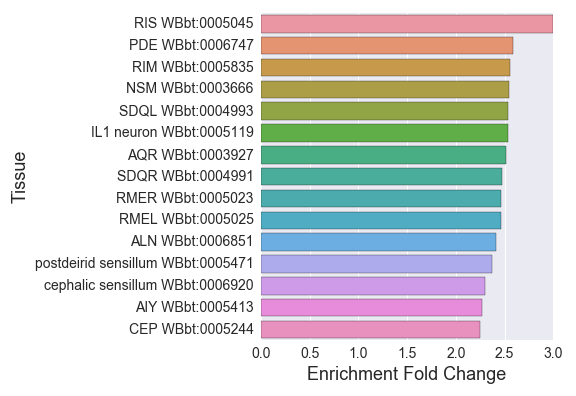 RIS WBbt:0005045
PDE WBbt:0006747
RIM WBbt:0005835
NSM WBbt:0003666
SDQL WBbt:0004993
IL1 neuron WBbt:0005119
AQR WBbt:0003927
SDQR WBbt:0004991
RMER WBbt:0005023
RMEL WBbt:0005025
ALN WBbt:0006851
postdeirid sensillum WBbt:0005471
cephalic sensillum WBbt:0006920
AIY WBbt:0005413
CEP WBbt:0005244
Tissue
0.0 0.5 1.0 1.5 2.0 2.5 3.0
Enrichment Fold Change